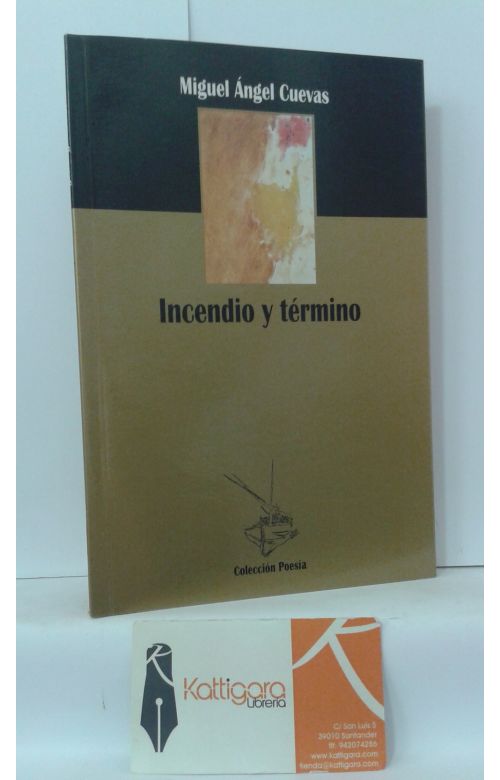 Miguel Ángel Cuevas
Incendio y término
Colección Poesía
Kattigara
Librería
C/ San Luis 5
39010 Santander
tlf: 942074286
www.kattigara.com
tienda@kattigara.com